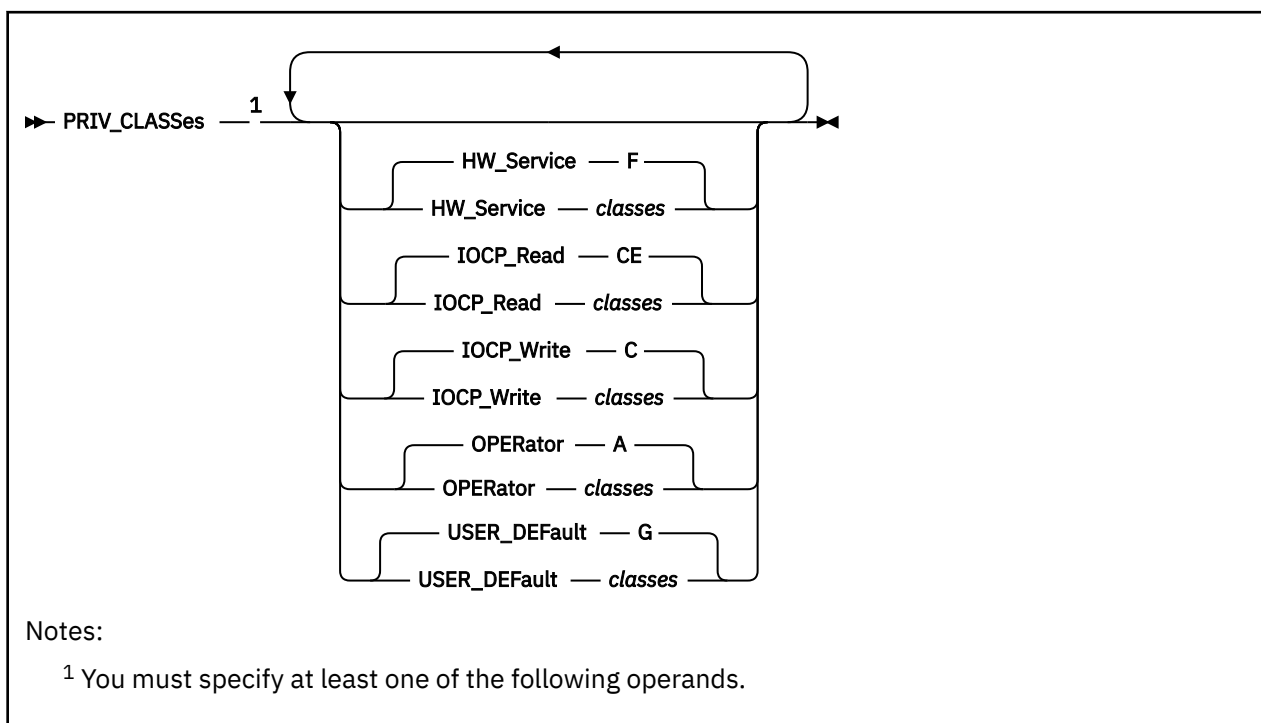 1
PRIV_CLASSes
HW_Service F
HW_Service classes
IOCP_Read CE
IOCP_Read classes
IOCP_Write C
IOCP_Write classes
OPERator A
OPERator classes
USER_DEFault G
USER_DEFault classes
Notes:
1 You must specify at least one of the following operands.